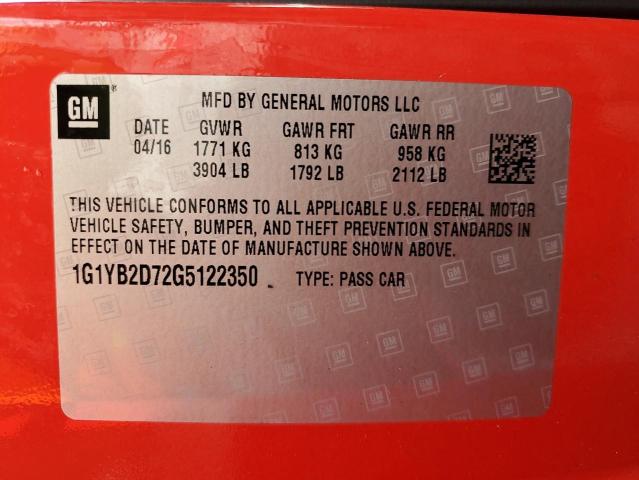 GM ®
MFD BY GENERAL MOTORS LLC
DATE GVWR GAWR FRT GAWR RR
04/16 1771 KG 813 KG 958 KG
3904 LB 1792 LB 2112 LB
THIS VEHICLE CONFORMS TO ALL APPLICABLE U.S. FEDERAL MOTOR
VEHICLE SAFETY, BUMPER, AND THEFT PREVENTION STANDARDS IN
EFFECT ON THE DATE OF MANUFACTURE SHOWN ABOVE.
1G1YB2D72G5122350 TYPE: PASS CAR